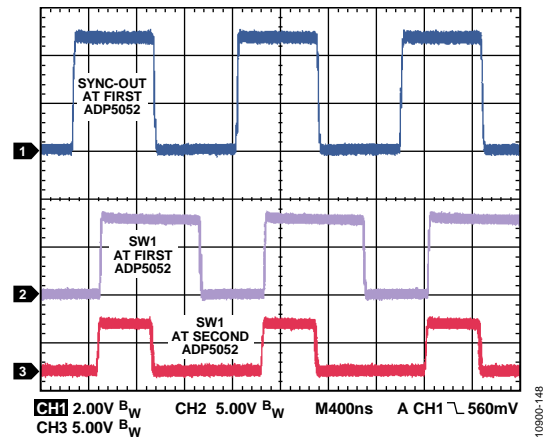 SYNC-OUT
AT FIRST
ADP5052
1
SW1
AT FIRST
ADP5052
2
SW1
AT SECOND
ADP5052
3
CH1 2.00V BW CH2 5.00V BW M400ns A CH1 560mV
CH3 5.00V BW
10900-148